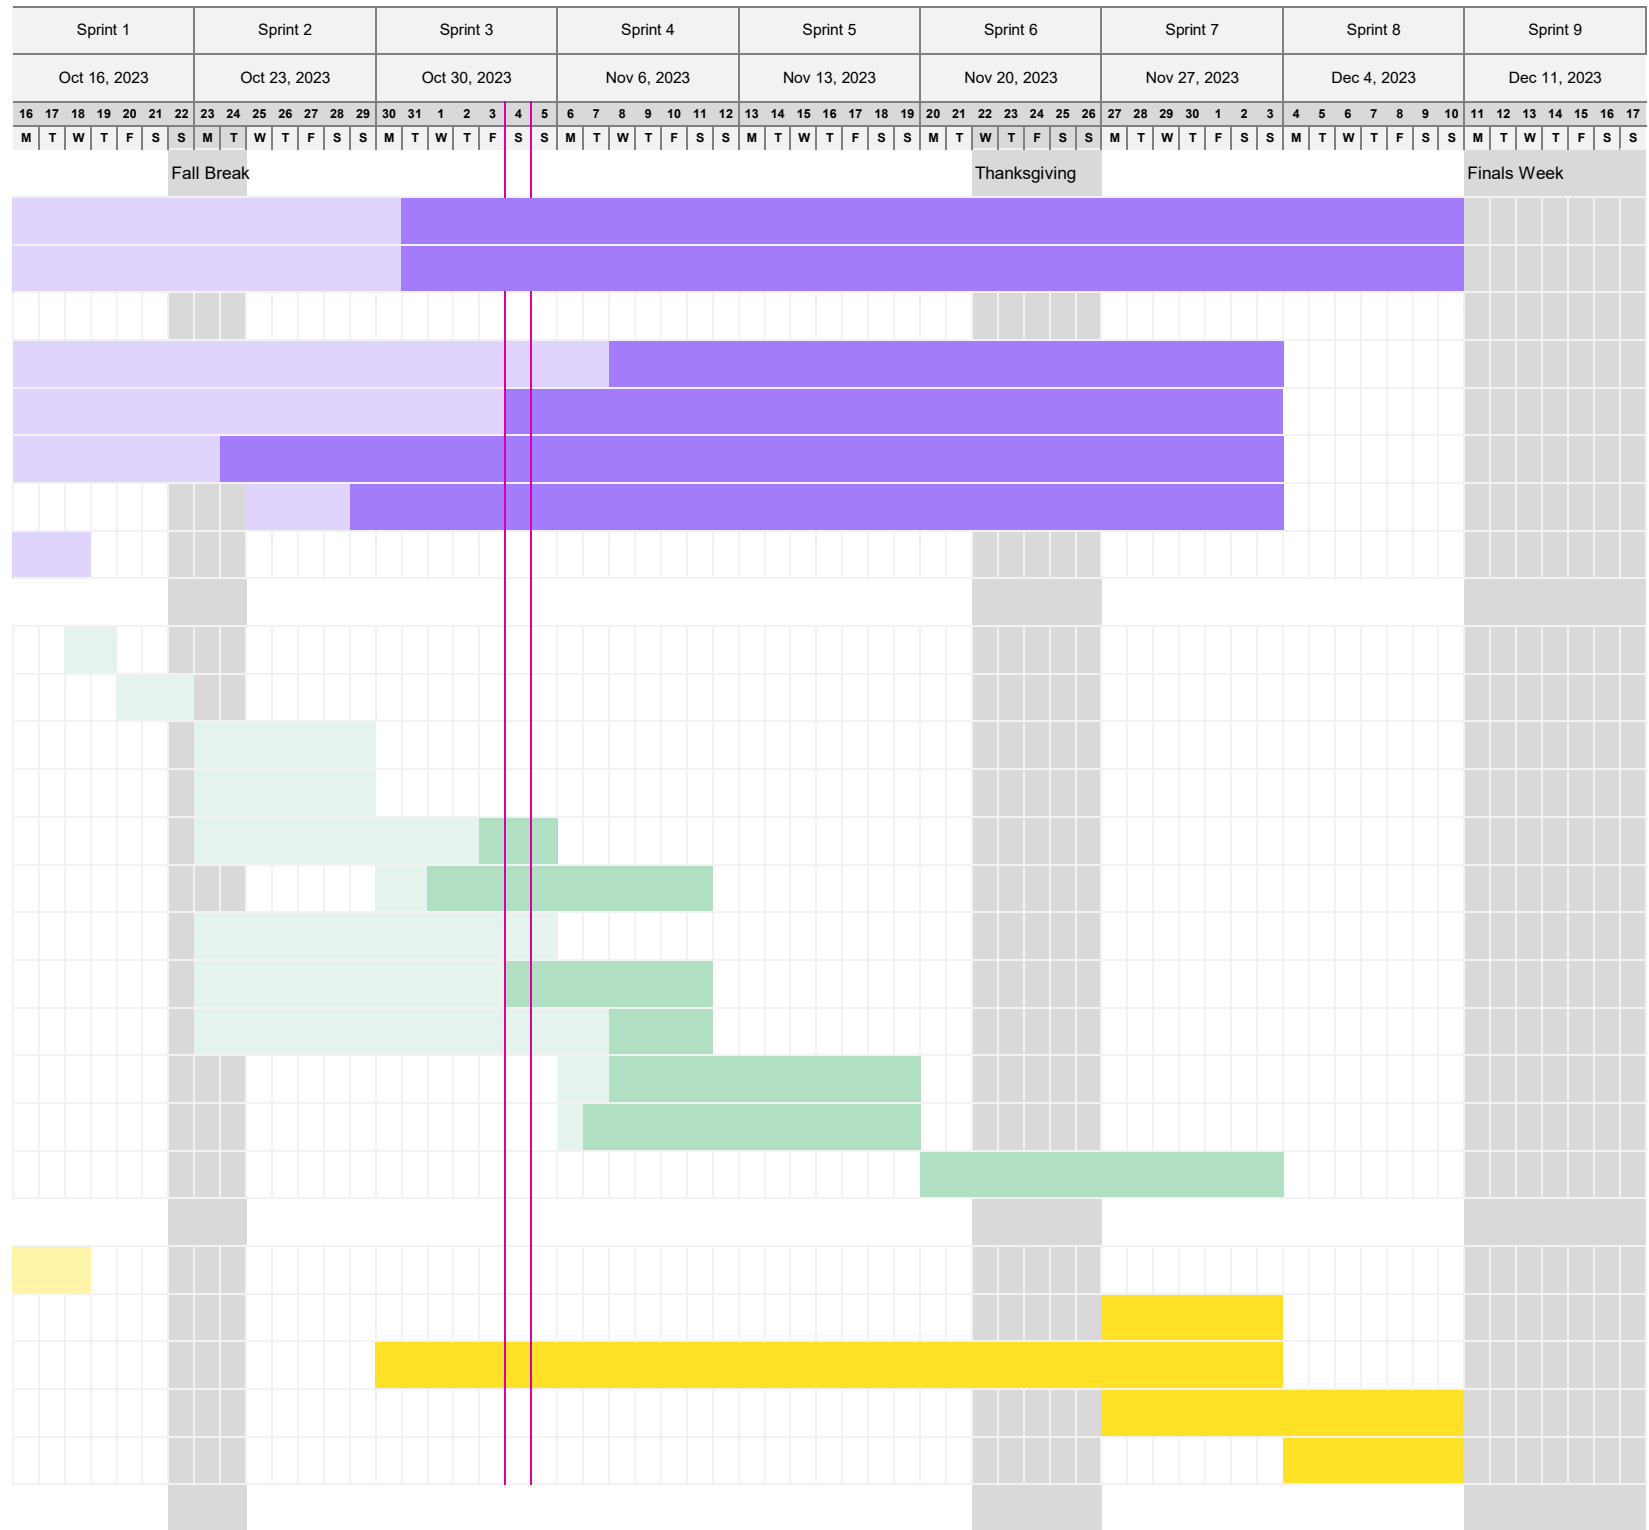 Sprint 1 Sprint 2 Sprint 3 Sprint 4 Sprint 5 Sprint 6 Sprint 7 Sprint 8 Sprint 9
Oct 16, 2023 Oct 23, 2023 Oct 30, 2023 Nov 6, 2023 Nov 13, 2023 Nov 20, 2023 Nov 27, 2023 Dec 4, 2023 Dec 11, 2023
16 17 18 19 20 21 22 23 24 25 26 27 28 29 30 31 1 2 3 4 5 6 7 8 9 10 11 12 13 14 15 16 17 18 19 20 21 22 23 24 25 26 27 28 29 30 1 2 3 4 5 6 7 8 9 10 11 12 13 14 15 16 17
M T W T F S S M T W T F S S M T W T F S S M T W T F S S M T W T F S S M T W T F S S M T W T F S S M T W T F S S M T W T F S S
Fall Break Thanksgiving Finals Week